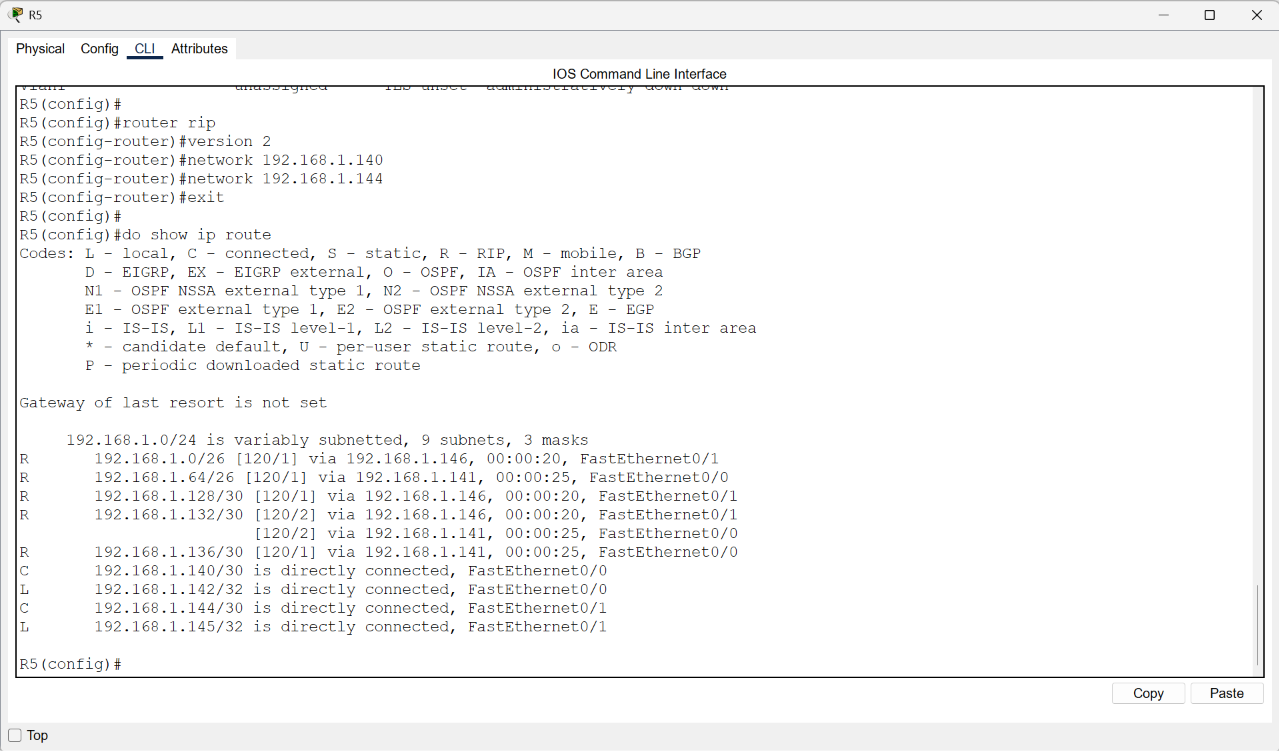 R5
Physical Config CLI Attributes
IOS Command Line Interface
R5(config)#
R5(config)#router rip
R5(config-router)#version 2
R5(config-router)#network 192.168.1.140
R5(config-router)#network 192.168.1.144
R5(config-router)#exit
R5(config)#
R5(config)#do show ip route
Codes: L - local, C - connected, S - static, R - RIP, M - mobile, B - BGP
       D - EIGRP, EX - EIGRP external, O - OSPF, IA - OSPF inter area
       N1 - OSPF NSSA external type 1, N2 - OSPF NSSA external type 2
       E1 - OSPF external type 1, E2 - OSPF external type 2, E - EGP
       i - IS-IS, L1 - IS-IS level-1, L2 - IS-IS level-2, ia - IS-IS inter area
       * - candidate default, U - per-user static route, o - ODR
       P - periodic downloaded static route
Gateway of last resort is not set
     192.168.1.0/24 is variably subnetted, 9 subnets, 3 masks
R       192.168.1.0/26 [120/1] via 192.168.1.146, 00:00:20, FastEthernet0/1
R       192.168.1.64/26 [120/1] via 192.168.1.141, 00:00:25, FastEthernet0/0
R       192.168.1.128/30 [120/1] via 192.168.1.146, 00:00:20, FastEthernet0/1
R       192.168.1.132/30 [120/2] via 192.168.1.146, 00:00:20, FastEthernet0/1
                         [120/2] via 192.168.1.141, 00:00:25, FastEthernet0/0
R       192.168.1.136/30 [120/1] via 192.168.1.141, 00:00:25, FastEthernet0/0
C       192.168.1.140/30 is directly connected, FastEthernet0/0
L       192.168.1.142/32 is directly connected, FastEthernet0/0
C       192.168.1.144/30 is directly connected, FastEthernet0/1
L       192.168.1.145/32 is directly connected, FastEthernet0/1
R5(config)#
Copy Paste
Top